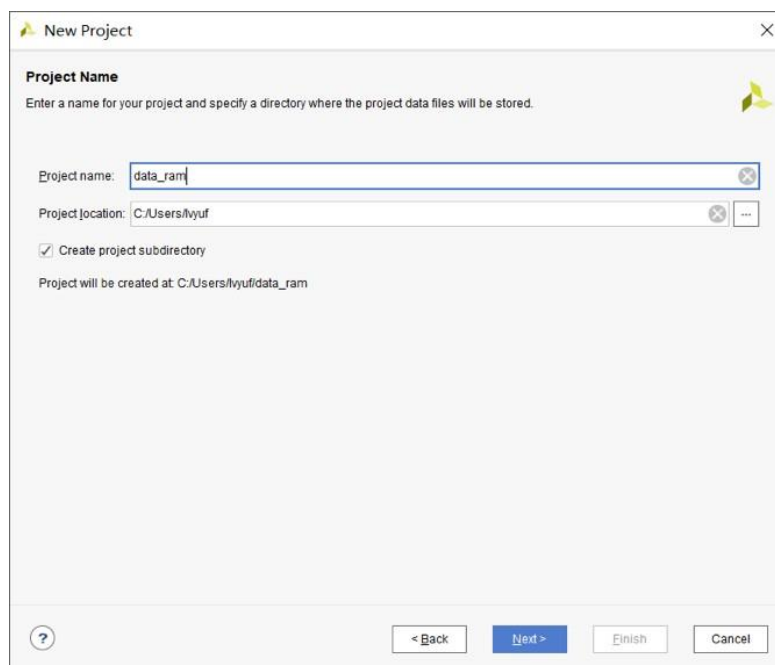 New Project
Project Name
Enter a name for your project and specify a directory where the project data files will be stored.
Project name: data_ram
Project location: C:/Users/lvyuf ...
Create project subdirectory
Project will be created at: C:/Users/lvyuf/data_ram
? < Back Next > Finish Cancel